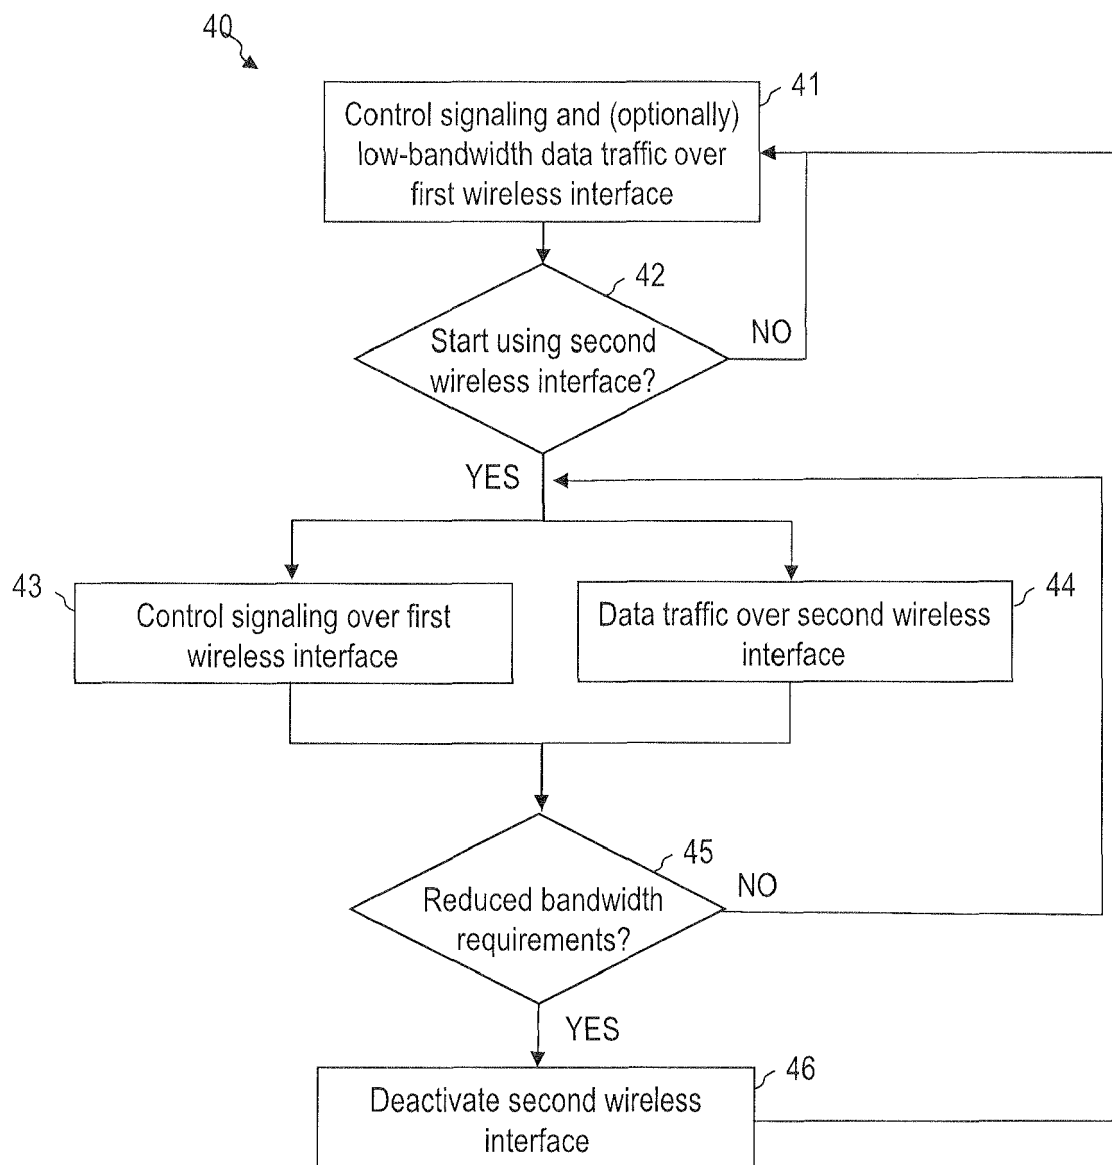 40
41
Control signaling and (optionally)
low-bandwidth data traffic over
first wireless interface
42
Start using second
wireless interface?
NO
YES
43
Control signaling over first
wireless interface
44
Data traffic over second wireless
interface
45
Reduced bandwidth
requirements?
NO
YES
46
Deactivate second wireless
interface